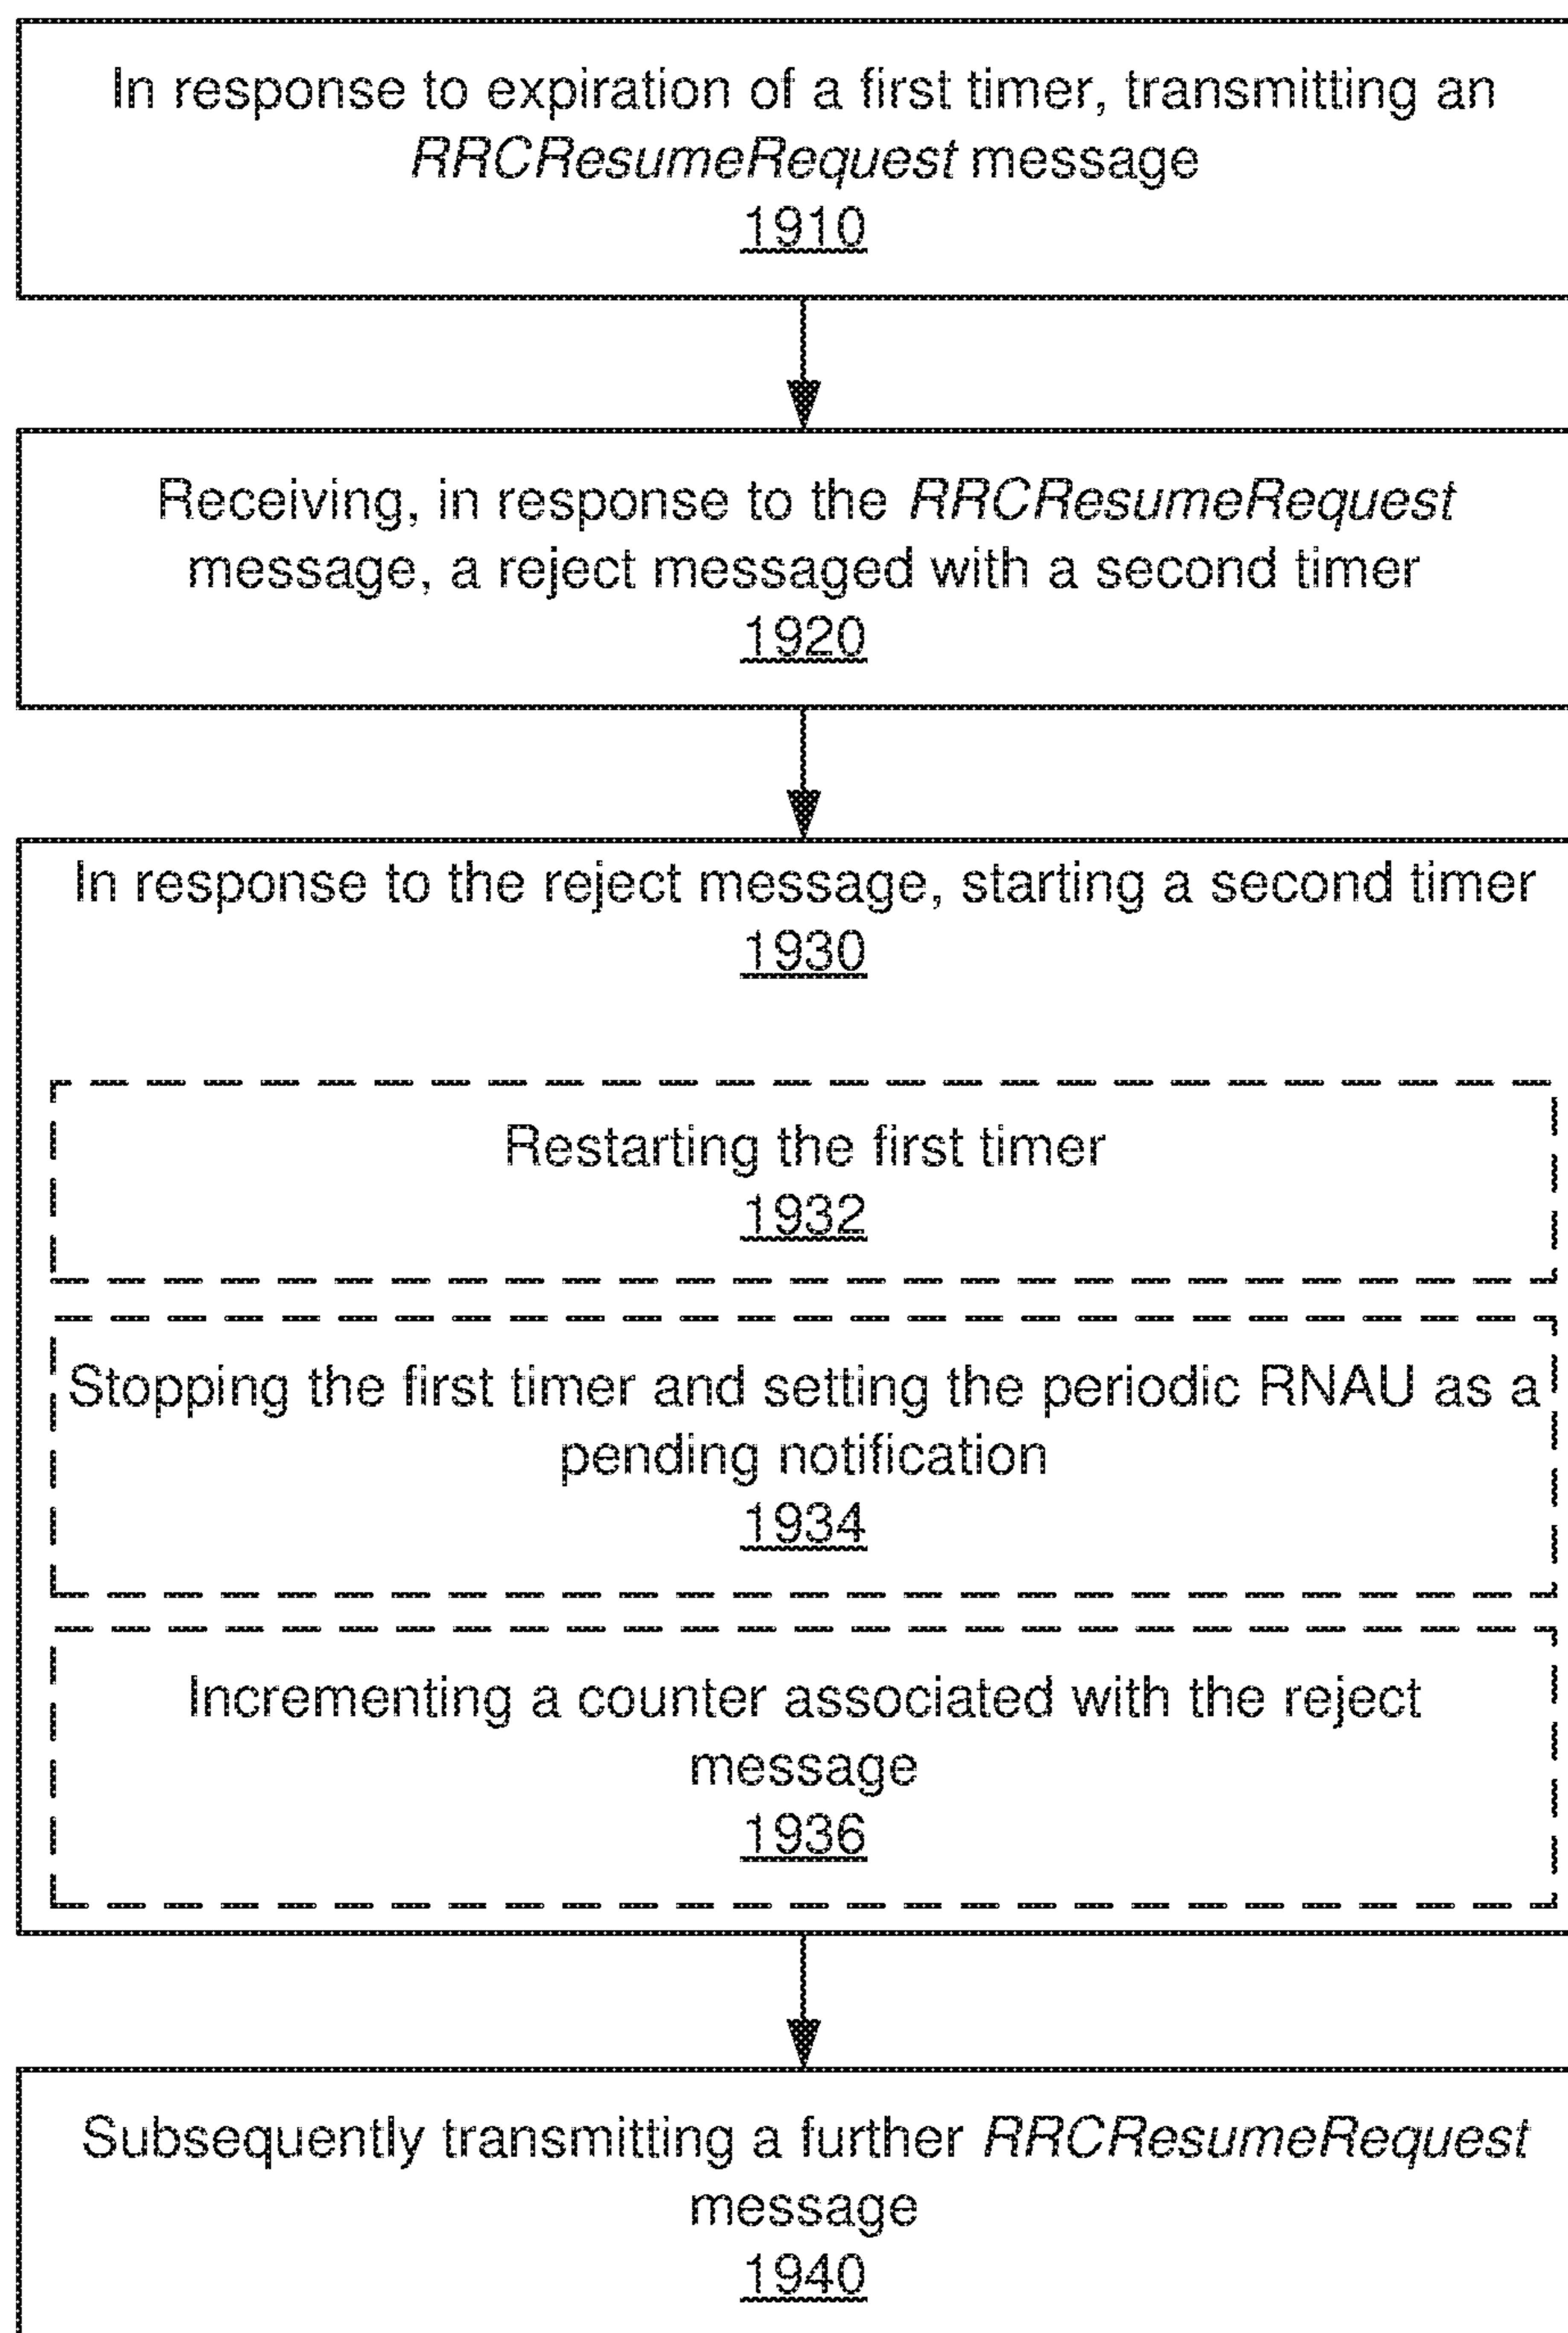 In response to expiration of a first timer, transmitting an
RRCResumeRequest message
1910
Receiving, in response to the RRCResumeRequest
message, a reject messaged with a second timer
1920
In response to the reject message, starting a second timer
1930
Restarting the first timer
1932
Stopping the first timer and setting the periodic RNAU as a
pending notification
1934
Incrementing a counter associated with the reject
message
1936
Subsequently transmitting a further RRCResumeRequest
message
1940